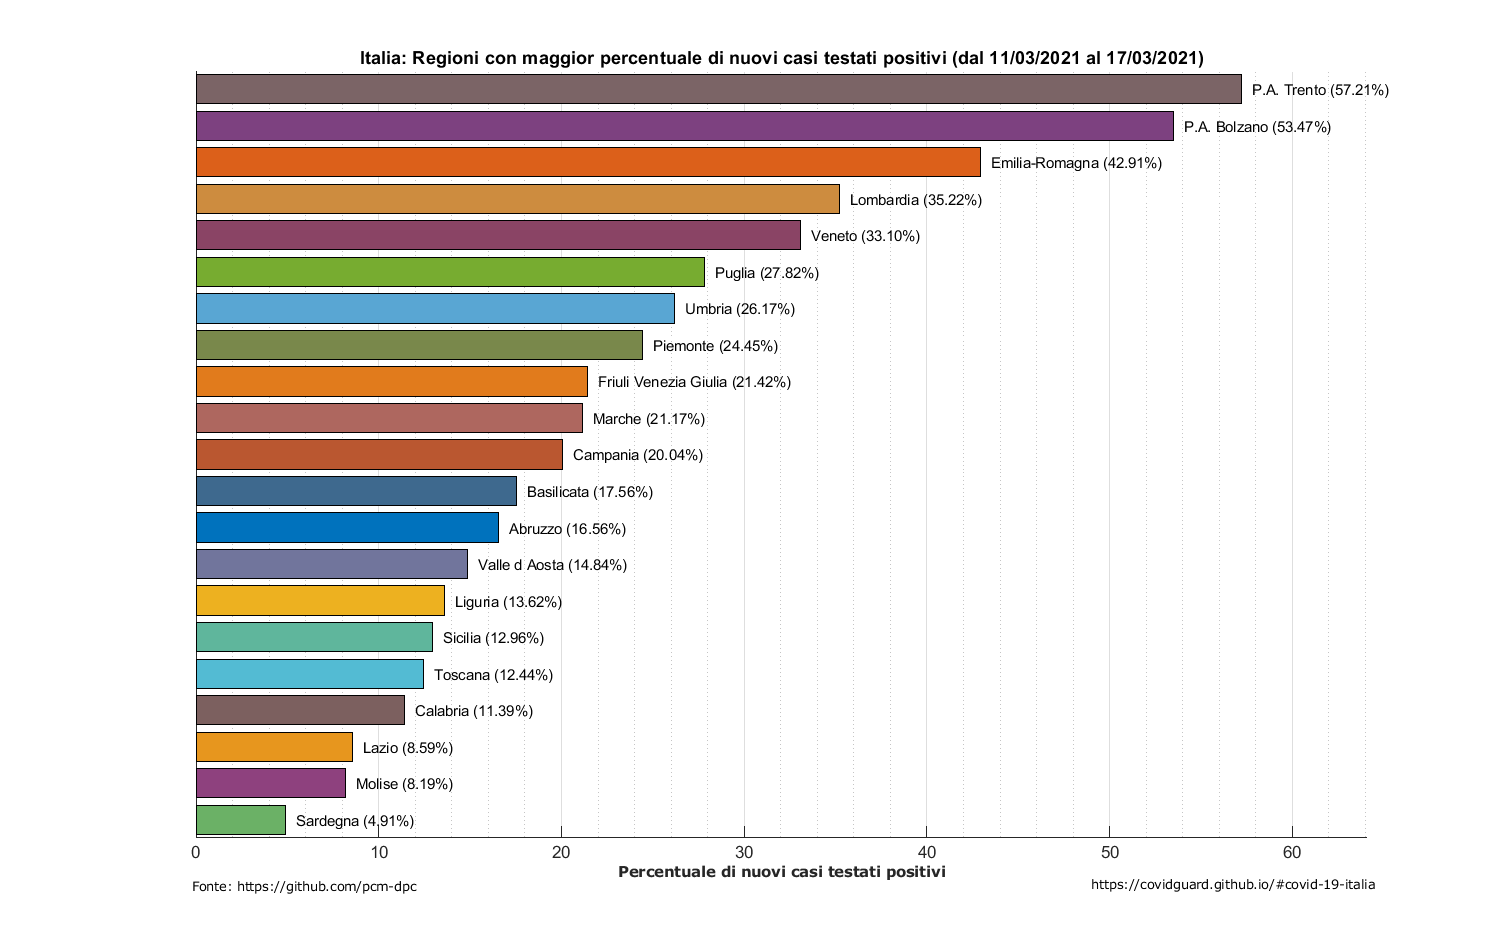 Italia: Regioni con maggior percentuale di nuovi casi testati positivi (dal 11/03/2021 al 17/03/2021)
P.A. Trento (57.21%)
P.A. Bolzano (53.47%)
Emilia-Romagna (42.91%)
Lombardia (35.22%)
Veneto (33.10%)
Puglia (27.82%)
Umbria (26.17%)
Piemonte (24.45%)
Friuli Venezia Giulia (21.42%)
Marche (21.17%)
Campania (20.04%)
Basilicata (17.56%)
Abruzzo (16.56%)
Valle d Aosta (14.84%)
Liguria (13.62%)
Sicilia (12.96%)
Toscana (12.44%)
Calabria (11.39%)
Lazio (8.59%)
Molise (8.19%)
Sardegna (4.91%)
0 10 20 30 40 50 60
Percentuale di nuovi casi testati positivi
Fonte: https://github.com/pcm-dpc
https://covidguard.github.io/#covid-19-italia